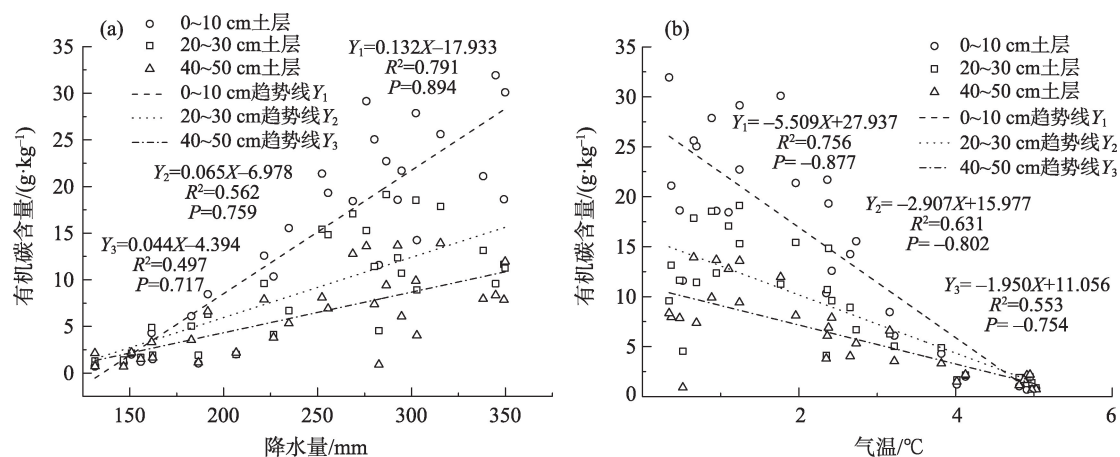 (a)
0~10 cm土层
20~30 cm土层
40~50 cm土层
0~10 cm趋势线Y1
20~30 cm趋势线Y2
40~50 cm趋势线Y3
Y1=0.132X–17.933
R2=0.791
P=0.894
Y2=0.065X–6.978
R2=0.562
P=0.759
Y3=0.044X–4.394
R2=0.497
P=0.717
有机碳含量/(g·kg-1)
35
30
25
20
15
10
5
0
150 200 250 300 350
降水量/mm
(b)
0~10 cm土层
20~30 cm土层
40~50 cm土层
0~10 cm趋势线Y1
20~30 cm趋势线Y2
40~50 cm趋势线Y3
Y1= –5.509X+27.937
R2=0.756
P= –0.877
Y2= –2.907X+15.977
R2=0.631
P= –0.802
Y3= –1.950X+11.056
R2=0.553
P= –0.754
有机碳含量/(g·kg-1)
35
30
25
20
15
10
5
0
0 2 4 6
气温/℃